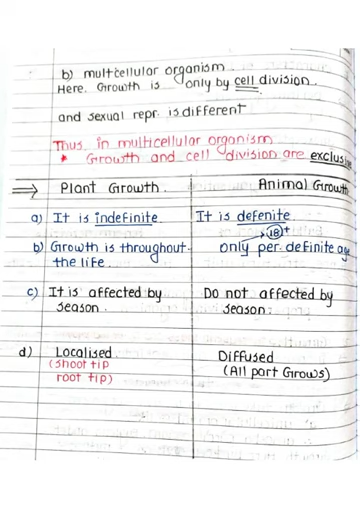 b) multicellular organism
Here. Growth is only by cell division
and sexual repr. is different
Thus, in multicellular organism
* Growth and cell division are exclusive
⇒ Plant Growth. Animal Growth
a) It is indefinite. It is defenite.
18+
b) Growth is throughout only per definite age
the life.
c) It is affected by Do not affected by
season. season.
d) Localised Diffused
(shoot tip (All part Grows)
root tip)